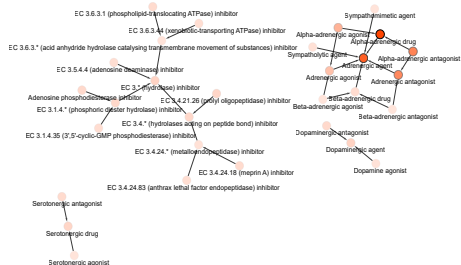 EC 3.6.3.1 (phospholipid-translocating ATPase) inhibitor
Sympathomimetic agent
EC 3.6.3.44 (xenobiotic-transporting ATPase) inhibitor
Alpha-adrenergic agonist
Alpha-adrenergic drug
EC 3.6.3.* (acid anhydride hydrolase catalysing transmembrane movement of substances) inhibitor
Sympatholytic agent
Alpha-adrenergic antagonist
EC 3.5.4.4 (adenosine deaminase) inhibitor
Adrenergic agent
EC 3.* (hydrolase) inhibitor
Adrenergic agonist
Adrenergic antagonist
Adenosine phosphodiesterase inhibitor
EC 3.4.21.26 (prolyl oligopeptidase) inhibitor
Beta-adrenergic drug
EC 3.1.4.* (phosphoric diester hydrolase) inhibitor
Beta-adrenergic agonist
EC 3.4.* (hydrolases acting on peptide bond) inhibitor
Beta-adrenergic antagonist
EC 3.1.4.35 (3',5'-cyclic-GMP phosphodiesterase) inhibitor
Dopaminergic antagonist
EC 3.4.24.* (metalloendopeptidase) inhibitor
Dopaminergic agent
EC 3.4.24.18 (meprin A) inhibitor
Dopamine agonist
EC 3.4.24.83 (anthrax lethal factor endopeptidase) inhibitor
Serotonergic antagonist
Serotonergic drug
Serotonergic agonist